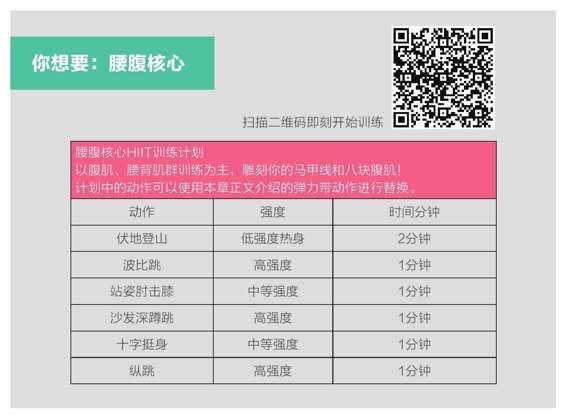 你想要：腰腹核心
扫描二维码即刻开始训练
腰腹核心HIIT训练计划
以腹肌、腰背肌群训练为主，雕刻你的马甲线和八块腹肌！
计划中的动作可以使用本章正文介绍的弹力带动作进行替换。
动作 强度 时间分钟
伏地登山 低强度热身 2分钟
波比跳 高强度 1分钟
站姿肘击膝 中等强度 1分钟
沙发深蹲跳 高强度 1分钟
十字挺身 中等强度 1分钟
纵跳 高强度 1分钟